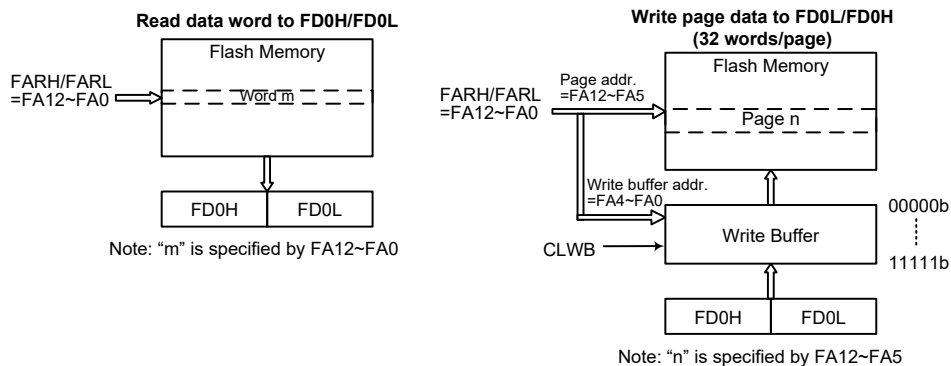 Read data word to FD0H/FD0L
Flash Memory
FARH/FARL
=FA12~FA0
Word m
FD0H FD0L
Note: “m” is specified by FA12~FA0
Write page data to FD0L/FD0H
(32 words/page)
Flash Memory
FARH/FARL
=FA12~FA0
Page addr.
=FA12~FA5
Page n
Write buffer addr.
=FA4~FA0
CLWB
Write Buffer
00000b
11111b
FD0H FD0L
Note: “n” is specified by FA12~FA5